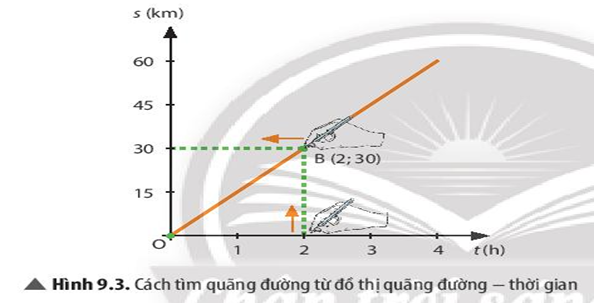 s (km)
60
45
30
B (2; 30)
15
O
1
2
3
4
t (h)
▲ Hình 9.3. Cách tìm quãng đường từ đồ thị quãng đường — thời gian